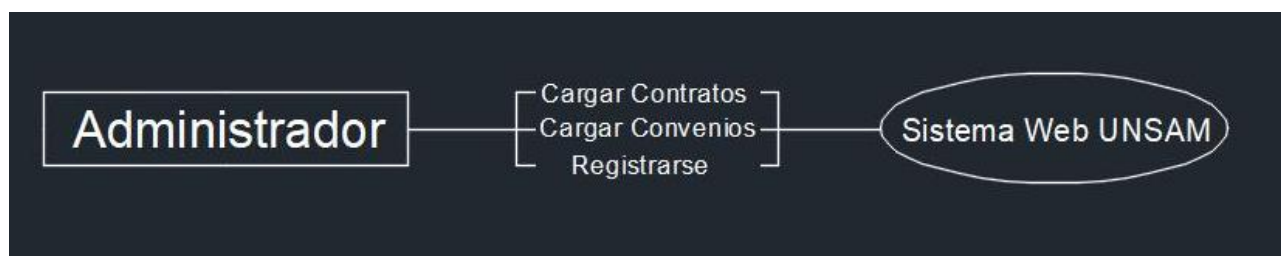 Administrador
Cargar Contratos
Cargar Convenios
Registrarse
Sistema Web UNSAM